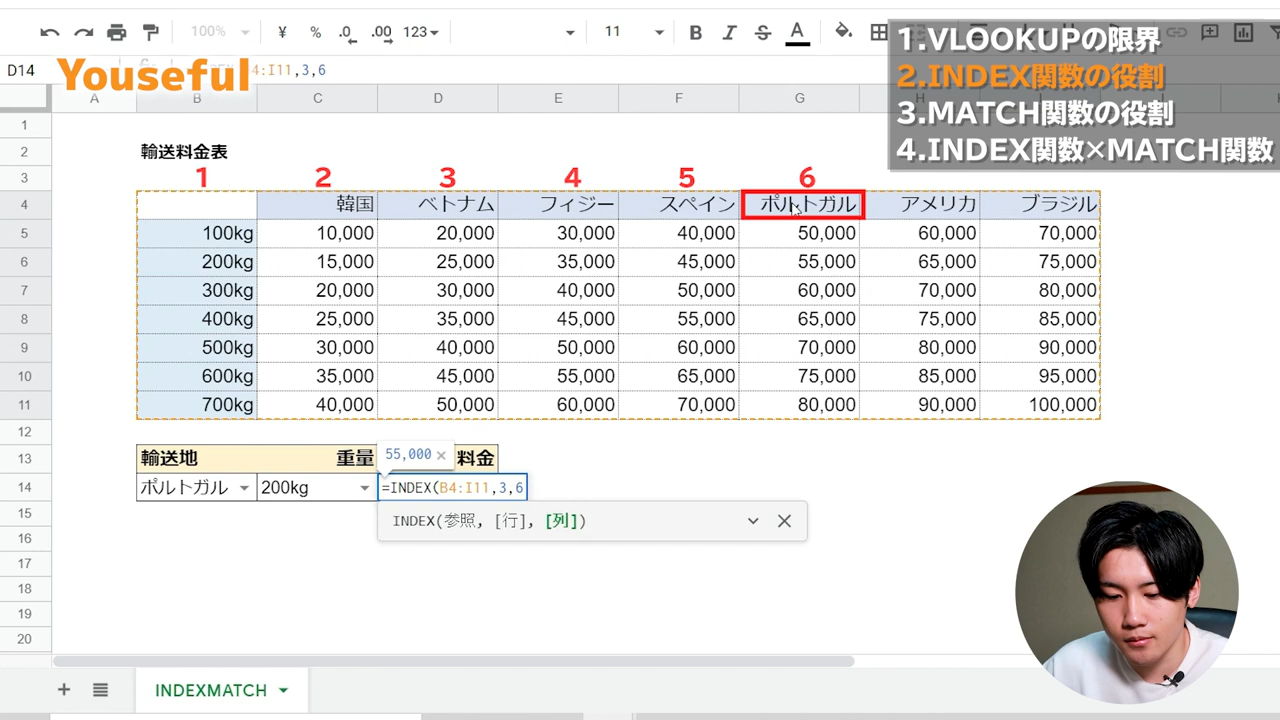 100%
¥ % .0 .00 123
11 B I S A
1.VLOOKUPの限界
2.INDEX関数の役割
3.MATCH関数の役割
4.INDEX関数×MATCH関数
D14
Youseful
4:I11,3,6
A B C D E F G H
1
2 輸送料金表
3 1 2 3 4 5 6
4 韓国 ベトナム フィジー スペイン ポルトガル アメリカ ブラジル
5 100kg 10,000 20,000 30,000 40,000 50,000 60,000 70,000
6 200kg 15,000 25,000 35,000 45,000 55,000 65,000 75,000
7 300kg 20,000 30,000 40,000 50,000 60,000 70,000 80,000
8 400kg 25,000 35,000 45,000 55,000 65,000 75,000 85,000
9 500kg 30,000 40,000 50,000 60,000 70,000 80,000 90,000
10 600kg 35,000 45,000 55,000 65,000 75,000 85,000 95,000
11 700kg 40,000 50,000 60,000 70,000 80,000 90,000 100,000
12
55,000 ×
13 輸送地 重量 料金
14 ポルトガル 200kg =INDEX(B4:I11,3,6
INDEX(参照, [行], [列])
15
16
17
18
19
20
+ INDEXMATCH